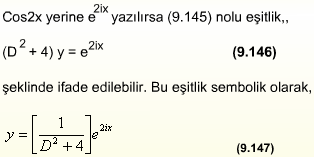 Cos2x yerine e^{2ix} yazılırsa (9.145) nolu eşitlik,,
(D^2 + 4) y = e^{2ix} (9.146)
şeklinde ifade edilebilir. Bu eşitlik sembolik olarak,
y = [1 / (D^2 + 4)] e^{2ix} (9.147)